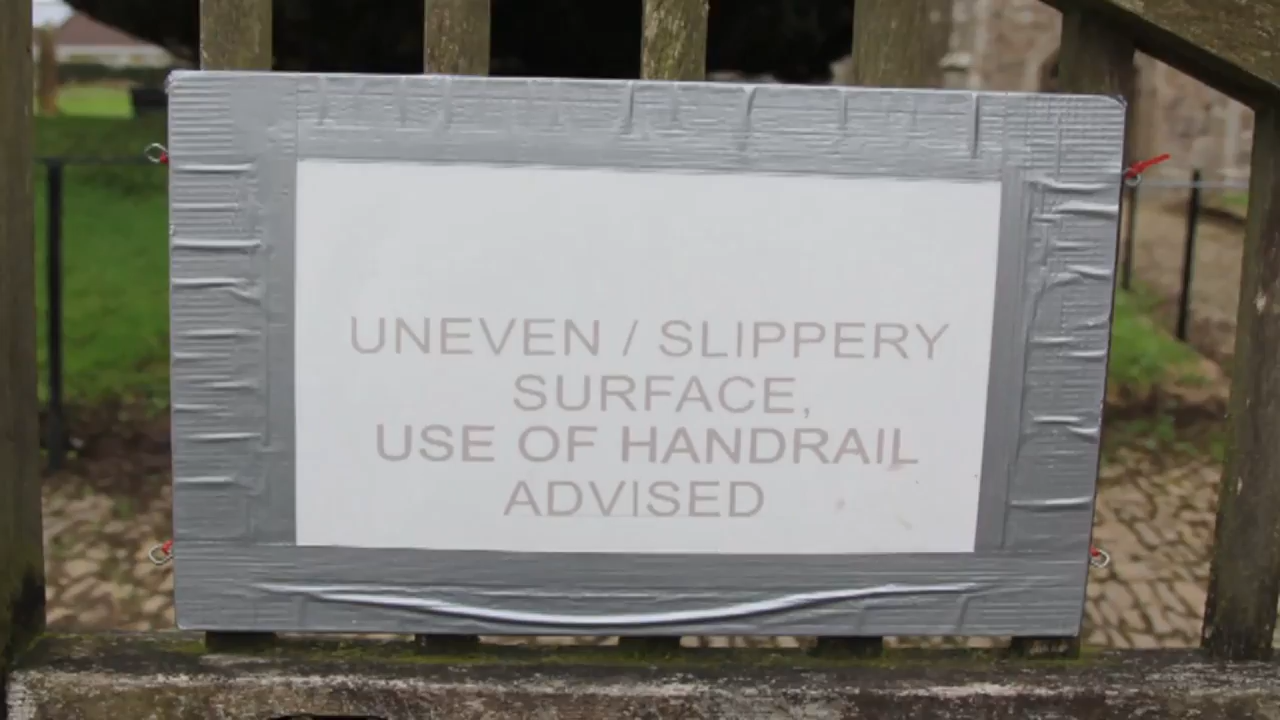 UNEVEN / SLIPPERY
SURFACE,
USE OF HANDRAIL
ADVISED